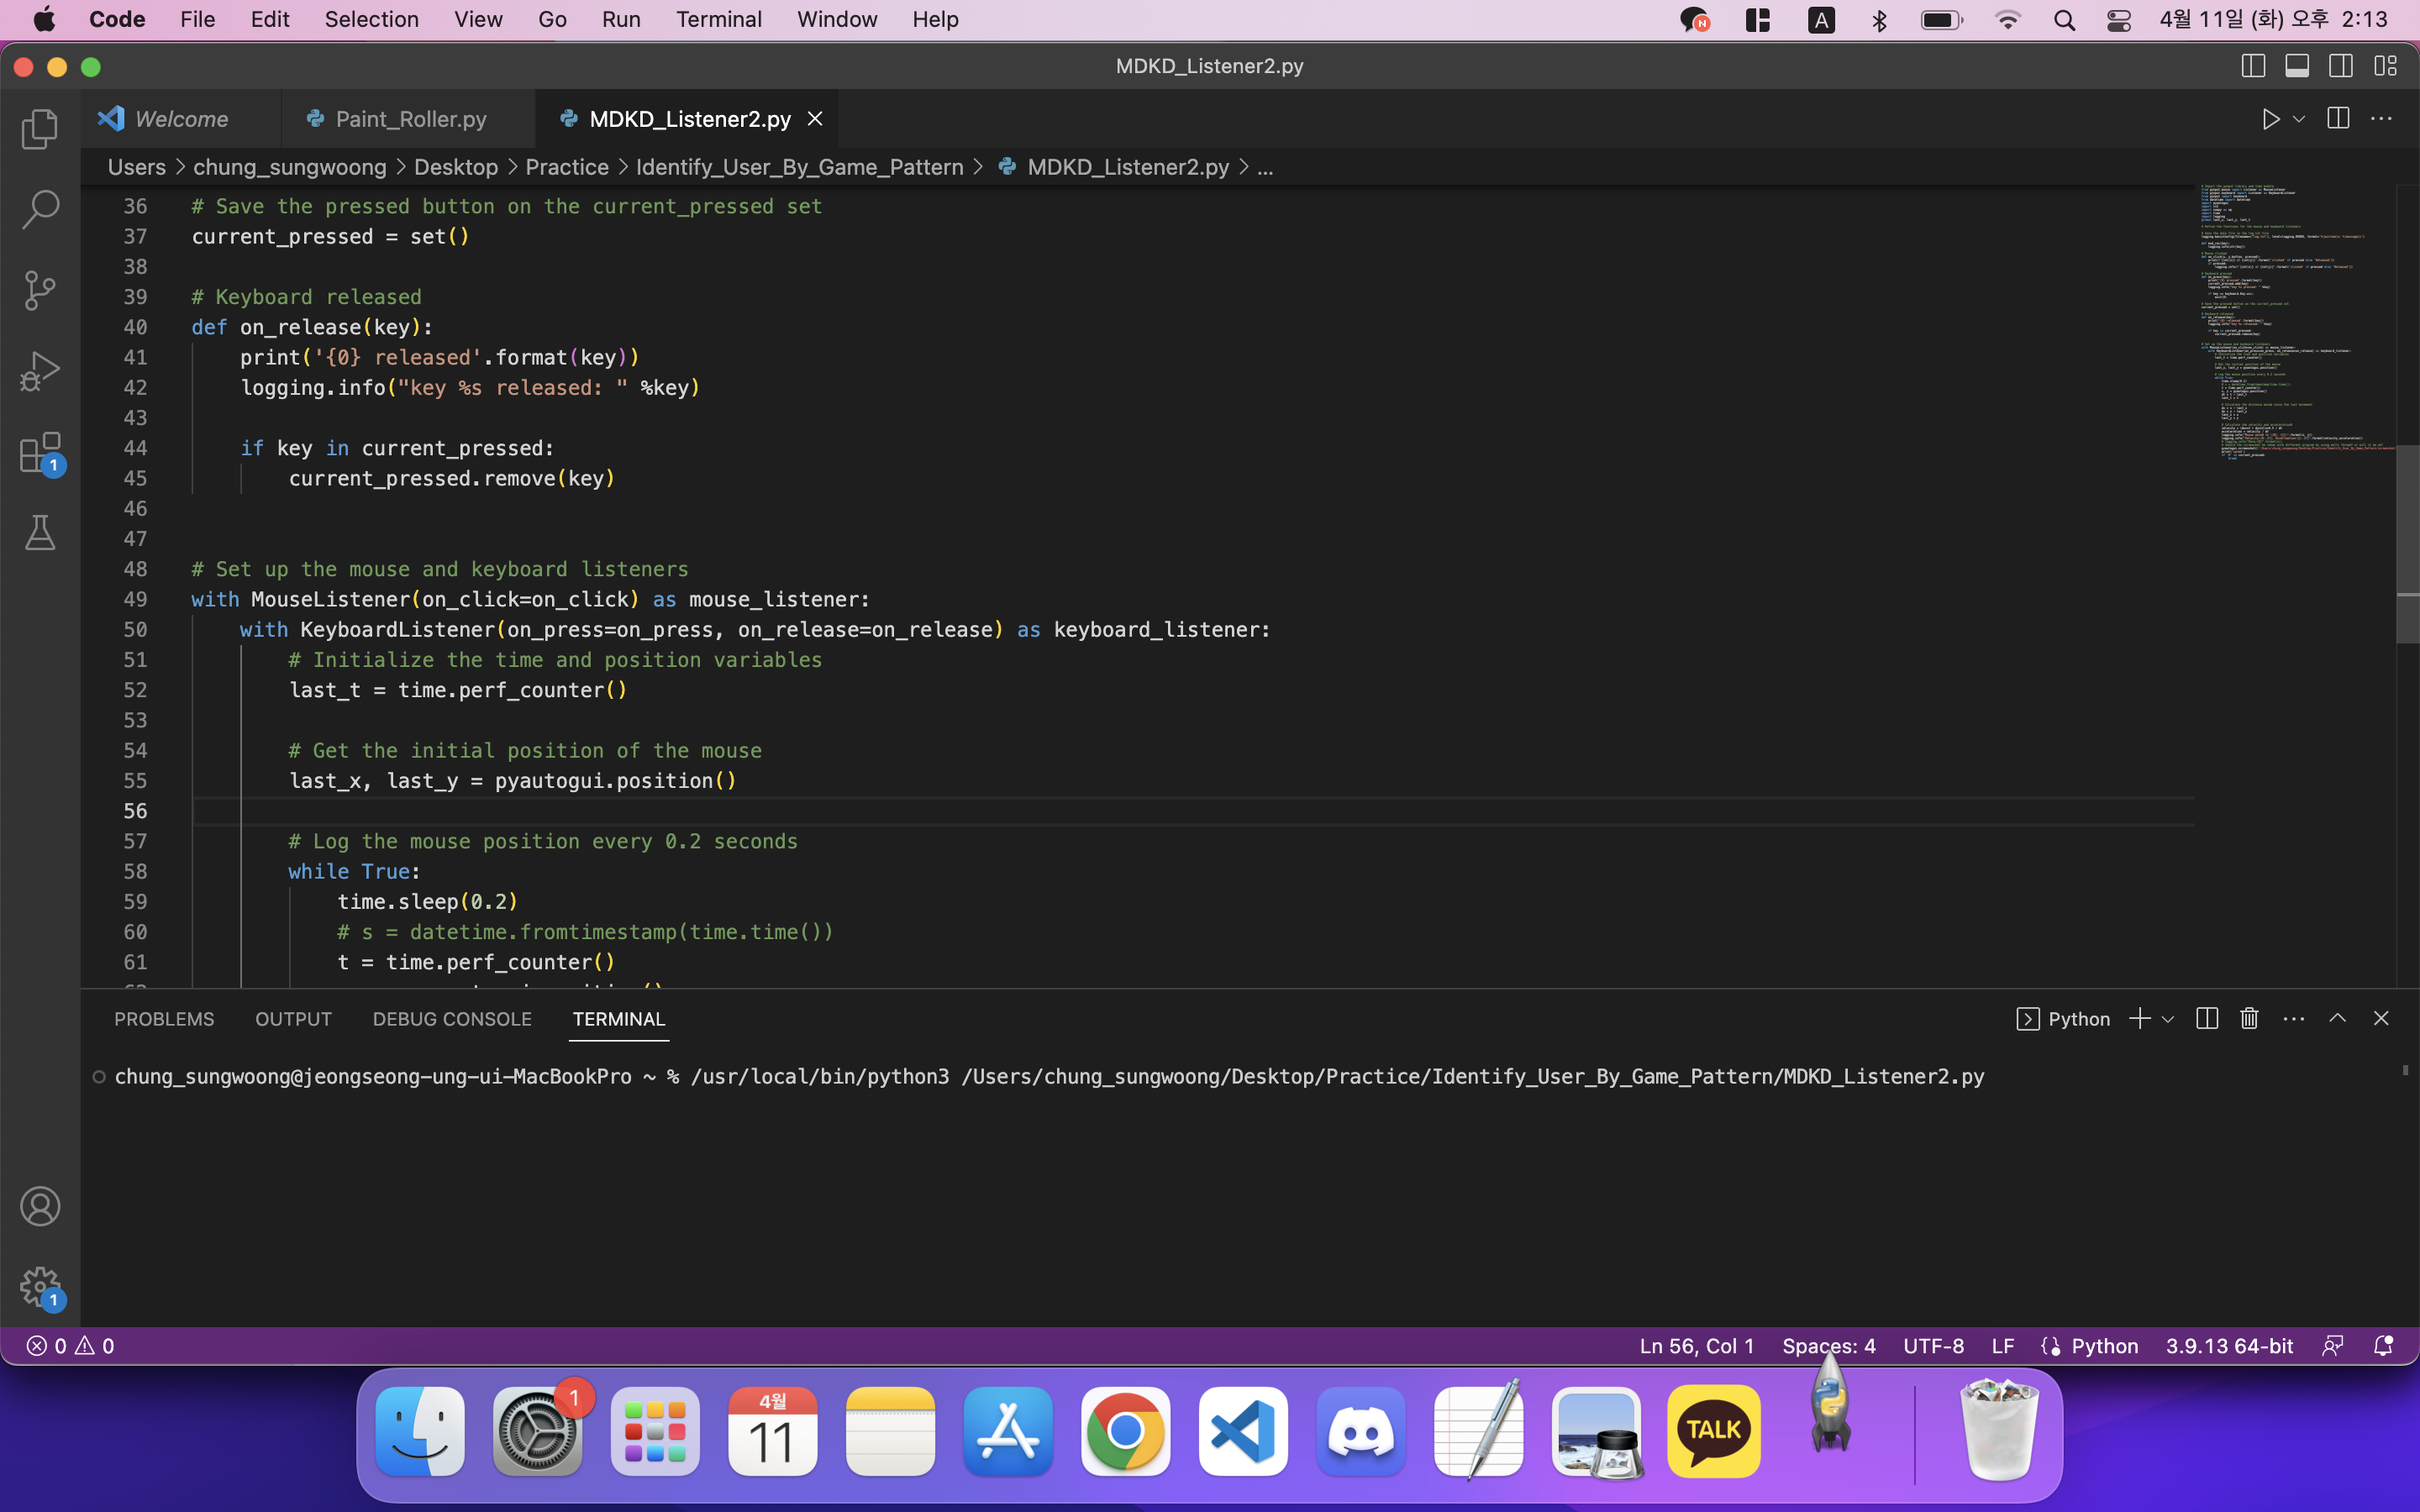 Code File Edit Selection View Go Run Terminal Window Help A 4월 11일 (화) 오후 2:13
MDKD_Listener2.py
Welcome Paint_Roller.py MDKD_Listener2.py
Users > chung_sungwoong > Desktop > Practice > Identify_User_By_Game_Pattern > MDKD_Listener2.py > ...
36 # Save the pressed button on the current_pressed set
37 current_pressed = set()
38
39 # Keyboard released
40 def on_release(key):
41 print('{0} released'.format(key))
42 logging.info("key %s released: " %key)
43
44 if key in current_pressed:
45 current_pressed.remove(key)
46
47
48 # Set up the mouse and keyboard listeners
49 with MouseListener(on_click=on_click) as mouse_listener:
50 with KeyboardListener(on_press=on_press, on_release=on_release) as keyboard_listener:
51 # Initialize the time and position variables
52 last_t = time.perf_counter()
53
54 # Get the initial position of the mouse
55 last_x, last_y = pyautogui.position()
56
57 # Log the mouse position every 0.2 seconds
58 while True:
59 time.sleep(0.2)
60 # s = datetime.fromtimestamp(time.time())
61 t = time.perf_counter()
1
PROBLEMS OUTPUT DEBUG CONSOLE TERMINAL Python
chung_sungwoong@jeongseong-ung-ui-MacBookPro ~ % /usr/local/bin/python3 /Users/chung_sungwoong/Desktop/Practice/Identify_User_By_Game_Pattern/MDKD_Listener2.py
1
0 0 Ln 56, Col 1 Spaces: 4 UTF-8 LF Python 3.9.13 64-bit
1
4월
11
TALK